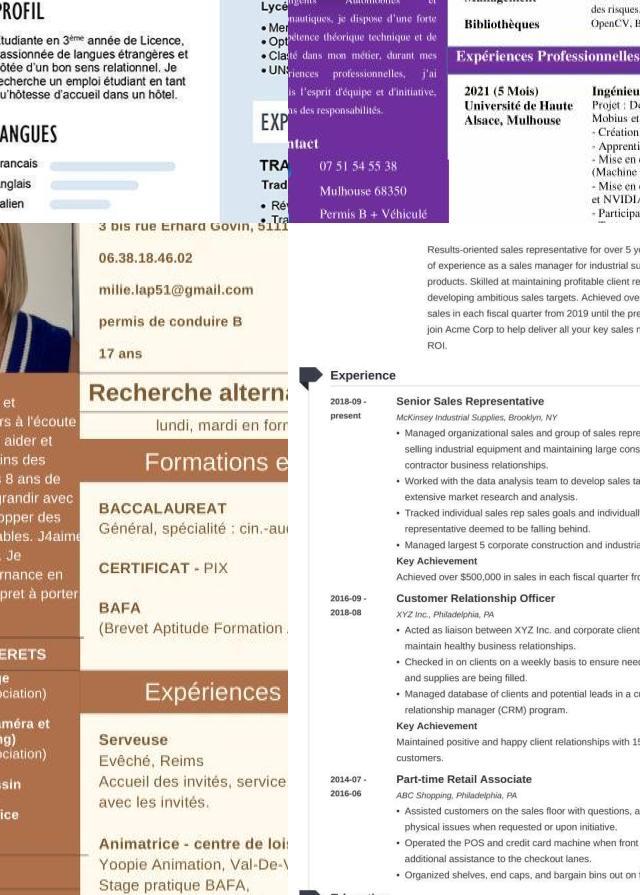 PROFIL
Etudiante en 3ème année de Licence,
passionnée de langues étrangères et
dôtée d'un bon sens relationnel. Je
recherche un emploi étudiant en tant
qu'hôtesse d'accueil dans un hôtel.
LANGUES
Francais
Anglais
Italien
Lycé
• Mer
• Opt
• Cla
• UNS
EXP
TRA
Trad
• Rév
• Tra
Automobiles et
nautiques, je dispose d'une forte
pétence théorique et technique de
té dans mon métier, durant mes
riences professionnelles, j'ai
is l'esprit d'équipe et d'initiative,
ns des responsabilités.
ntact
07 51 54 55 38
Mulhouse 68350
Permis B + Véhiculé
Management
des risques,
Bibliothèques
OpenCV, B
Expériences Professionnelles
2021 (5 Mois)
Université de Haute
Alsace, Mulhouse
Ingénieu
Projet : De
Mobius et
- Création
- Apprenti
- Mise en
(Machine
- Mise en
et NVIDIA
- Participa
3 bis rue Erhard Govin, 5111
06.38.18.46.02
milie.lap51@gmail.com
permis de conduire B
17 ans
Recherche alterna
lundi, mardi en forn
Formations e
BACCALAUREAT
Général, spécialité : cin.-aud
CERTIFICAT - PIX
BAFA
(Brevet Aptitude Formation
Expériences
Serveuse
Evêché, Reims
Accueil des invités, service
avec les invités.
Animatrice - centre de lois
Yoopie Animation, Val-De-V
Stage pratique BAFA,
et
rs à l'écoute
aider et
ins des
s 8 ans de
grandir avec
opper des
ables. J4aime
. Je
rnance en
pret à porter
ERETS
ge
ociation)
améra et
ng)
ociation)
ssin
ice
Results-oriented sales representative for over 5 ye
of experience as a sales manager for industrial su
products. Skilled at maintaining profitable client re
developing ambitious sales targets. Achieved over
sales in each fiscal quarter from 2019 until the pre
join Acme Corp to help deliver all your key sales m
ROI.
Experience
2018-09 -
present
Senior Sales Representative
McKinsey Industrial Supplies, Brooklyn, NY
• Managed organizational sales and group of sales repre
selling industrial equipment and maintaining large cons
contractor business relationships.
• Worked with the data analysis team to develop sales ta
extensive market research and analysis.
• Tracked individual sales rep sales goals and individuall
representative deemed to be falling behind.
• Managed largest 5 corporate construction and industria
Key Achievement
Achieved over $500,000 in sales in each fiscal quarter fro
2016-09 -
2018-08
Customer Relationship Officer
XYZ Inc., Philadelphia, PA
• Acted as liaison between XYZ Inc. and corporate client
maintain healthy business relationships.
• Checked in on clients on a weekly basis to ensure need
and supplies are being filled.
• Managed database of clients and potential leads in a cu
relationship manager (CRM) program.
Key Achievement
Maintained positive and happy client relationships with 15
customers.
2014-07 -
2016-06
Part-time Retail Associate
ABC Shopping, Philadelphia, PA
• Assisted customers on the sales floor with questions, a
physical issues when requested or upon initiative.
• Operated the POS and credit card machine when front
additional assistance to the checkout lanes.
• Organized shelves, end caps, and bargain bins out on t